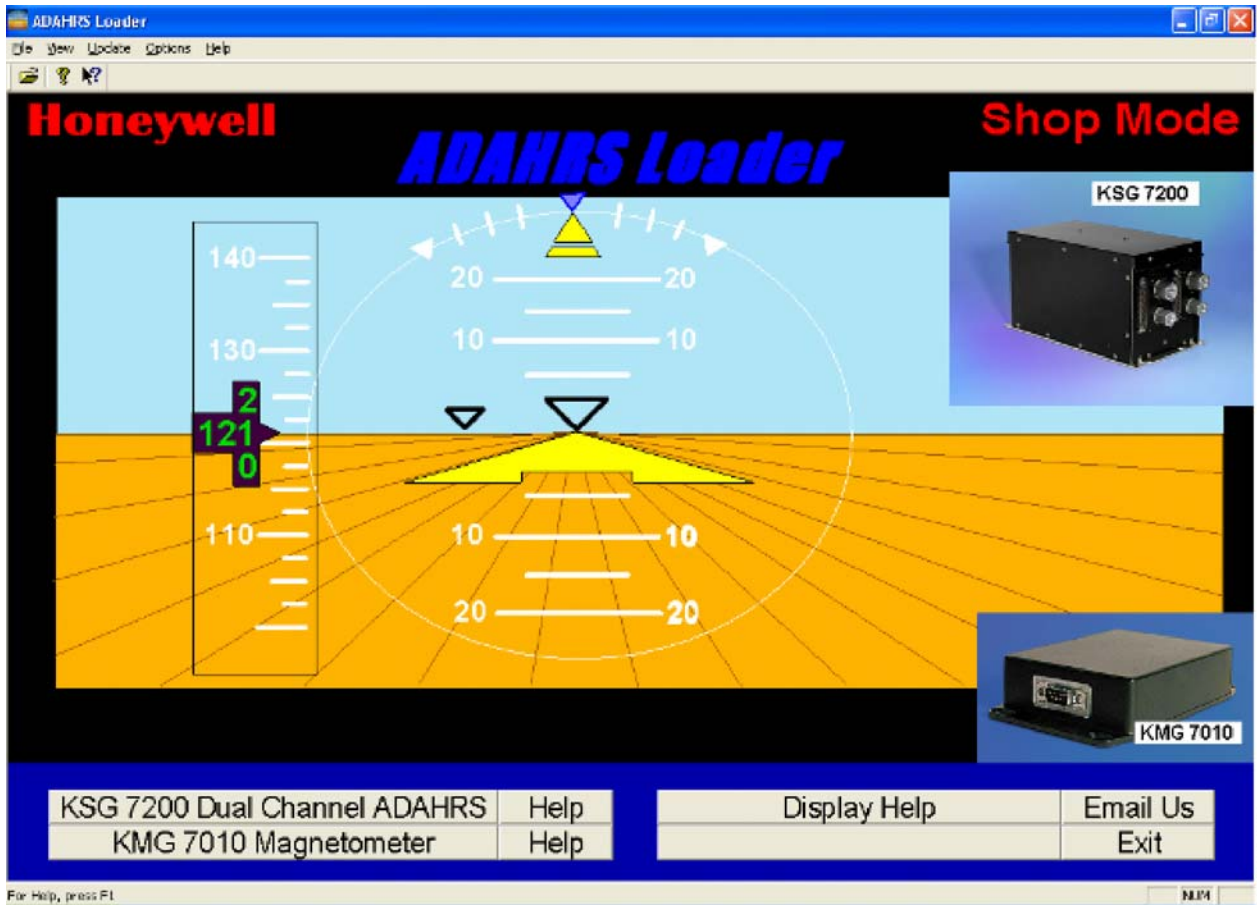 ADAHRS Loader
File View Update Options Help
Honeywell
Shop Mode
ADAHRS Loader
KSG 7200
140
130
2
121
0
110
20 20
10 10
10 10
20 20
KMG 7010
KSG 7200 Dual Channel ADAHRS Help
KMG 7010 Magnetometer Help
Display Help Email Us
Exit
For Help, press F1
NUM